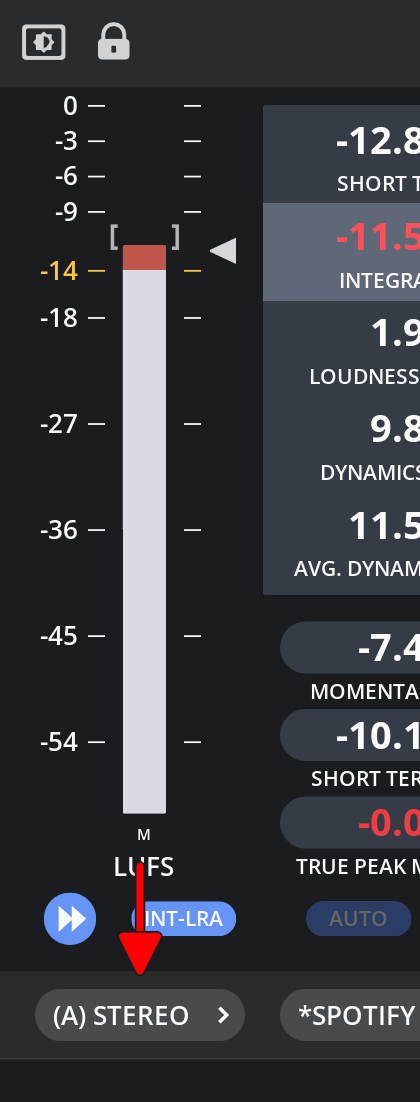 0
-3
-6
-9
-14
-18
-27
-36
-45
-54
M
LUFS
-12.8
SHORT T
-11.5
INTEGRA
1.9
LOUDNESS
9.8
DYNAMICS
11.5
AVG. DYNAM
-7.4
MOMENTA
-10.1
SHORT TER
-0.0
TRUE PEAK M
INT-LRA
AUTO
(A) STEREO
*SPOTIFY